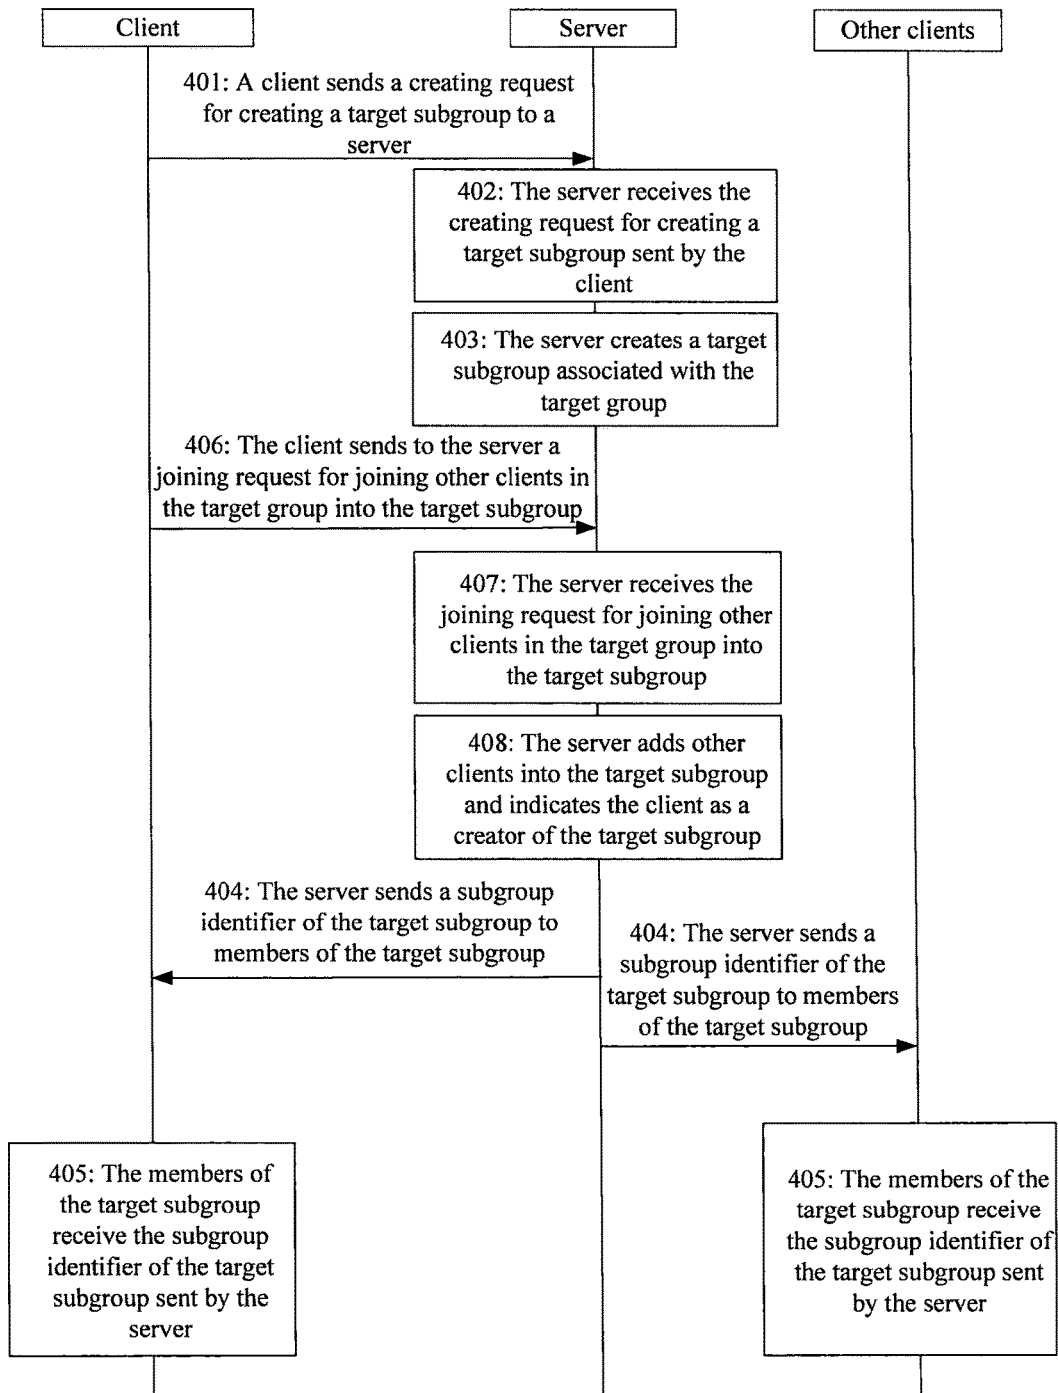 Client
Server
Other clients
401: A client sends a creating request
for creating a target subgroup to a
server
402: The server receives the
creating request for creating a
target subgroup sent by the
client
403: The server creates a target
subgroup associated with the
target group
406: The client sends to the server a
joining request for joining other clients in
the target group into the target subgroup
407: The server receives the
joining request for joining other
clients in the target group into
the target subgroup
408: The server adds other
clients into the target subgroup
and indicates the client as a
creator of the target subgroup
404: The server sends a subgroup
identifier of the target subgroup to
members of the target subgroup
404: The server sends a
subgroup identifier of the
target subgroup to members
of the target subgroup
405: The members of
the target subgroup
receive the subgroup
identifier of the target
subgroup sent by the
server
405: The members of the
target subgroup receive
the subgroup identifier of
the target subgroup sent
by the server